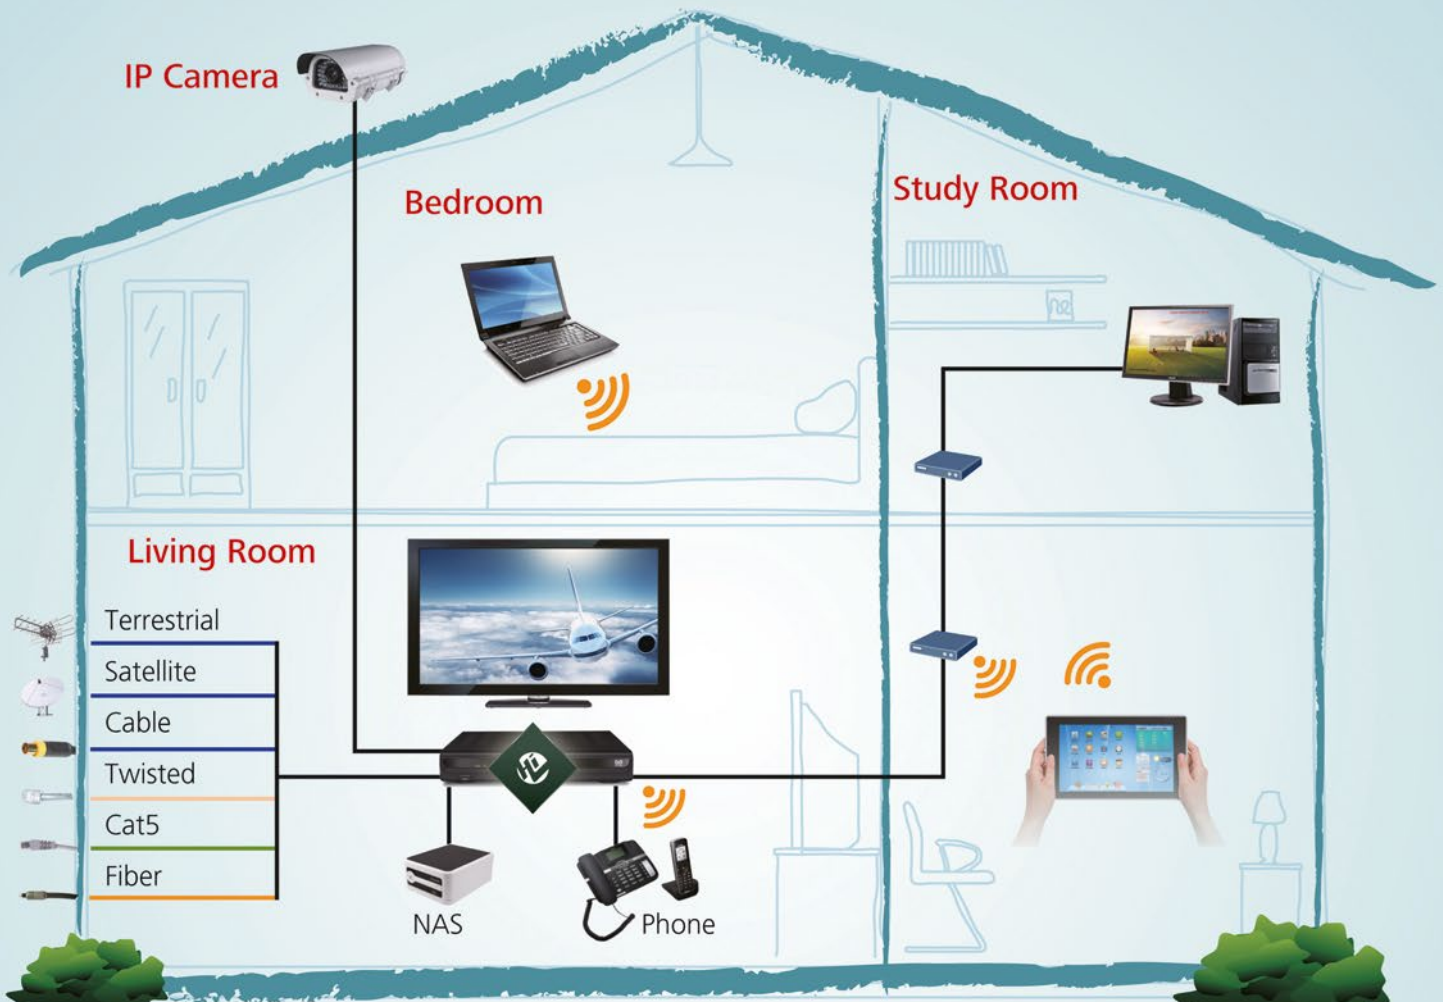 IP Camera
Bedroom
Study Room
Living Room
Terrestrial
Satellite
Cable
Twisted
Cat5
Fiber
NAS
Phone